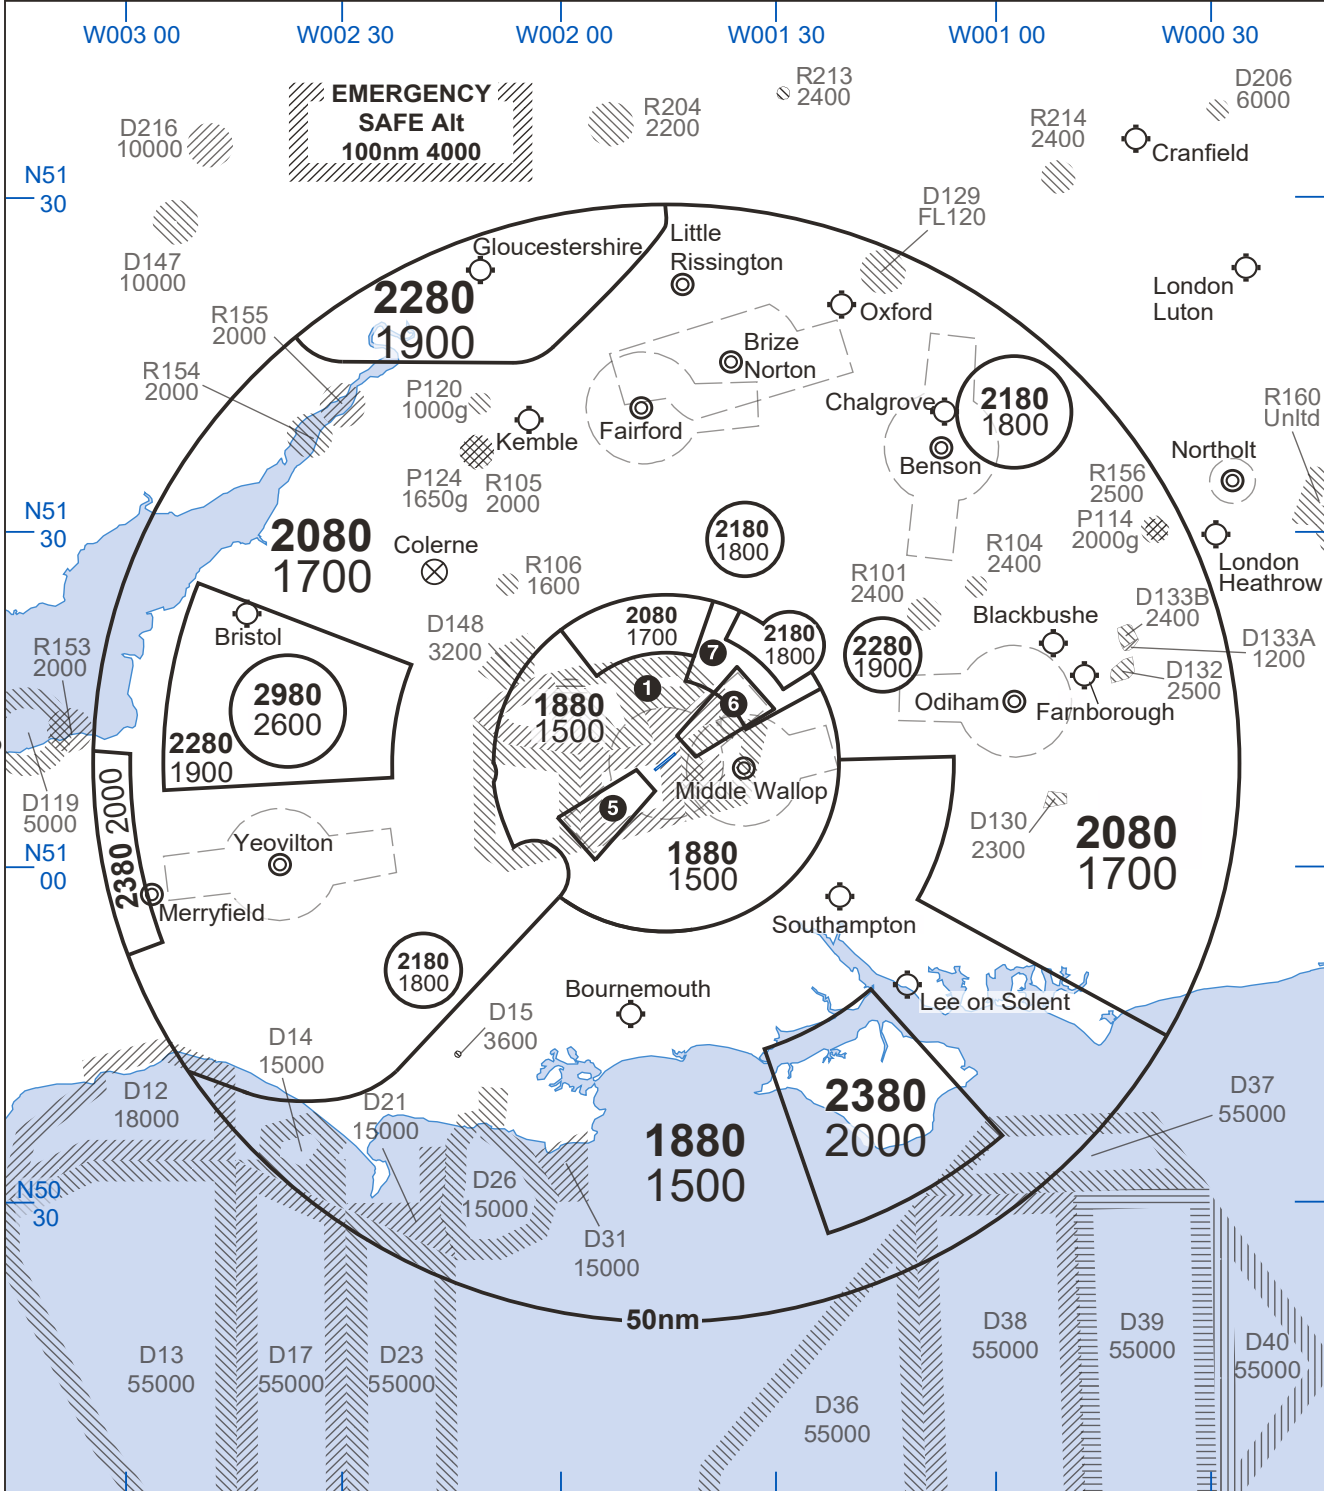 W003 00
W002 30
W002 00
W001 30
W001 00
W000 30
EMERGENCY
SAFE Alt
100nm 4000
R213
2400
D206
6000
R204
2200
R214
2400
D216
10000
Cranfield
N51
30
D129
FL120
D147
10000
Gloucestershire
Little
Rissington
London
Luton
2280
1900
R155
2000
Oxford
Brize
Norton
R154
2000
P120
1000g
Chalgrove
2180
1800
R160
Unltd
Kemble
Fairford
Benson
Northolt
P124
1650g
R105
2000
R156
2500
N51
30
2080
1700
Colerne
2180
1800
P114
2000g
R104
2400
London
Heathrow
R106
1600
R101
2400
Blackbushe
D133B
2400
Bristol
D148
3200
2080
1700
7
2180
1800
2280
1900
D133A
1200
R153
2000
D132
2500
2980
2600
1880
1500
1
6
Odiham
Farnborough
2280
1900
2380 2000
Middle Wallop
D119
5000
5
D130
2300
2080
1700
N51
00
Yeovilton
1880
1500
Merryfield
Southampton
2180
1800
Bournemouth
Lee on Solent
D15
3600
D14
15000
D12
18000
D21
15000
2380
2000
D37
55000
1880
1500
D26
15000
N50
30
D31
15000
50nm
D38
55000
D39
55000
D40
55000
D13
55000
D17
55000
D23
55000
D36
55000